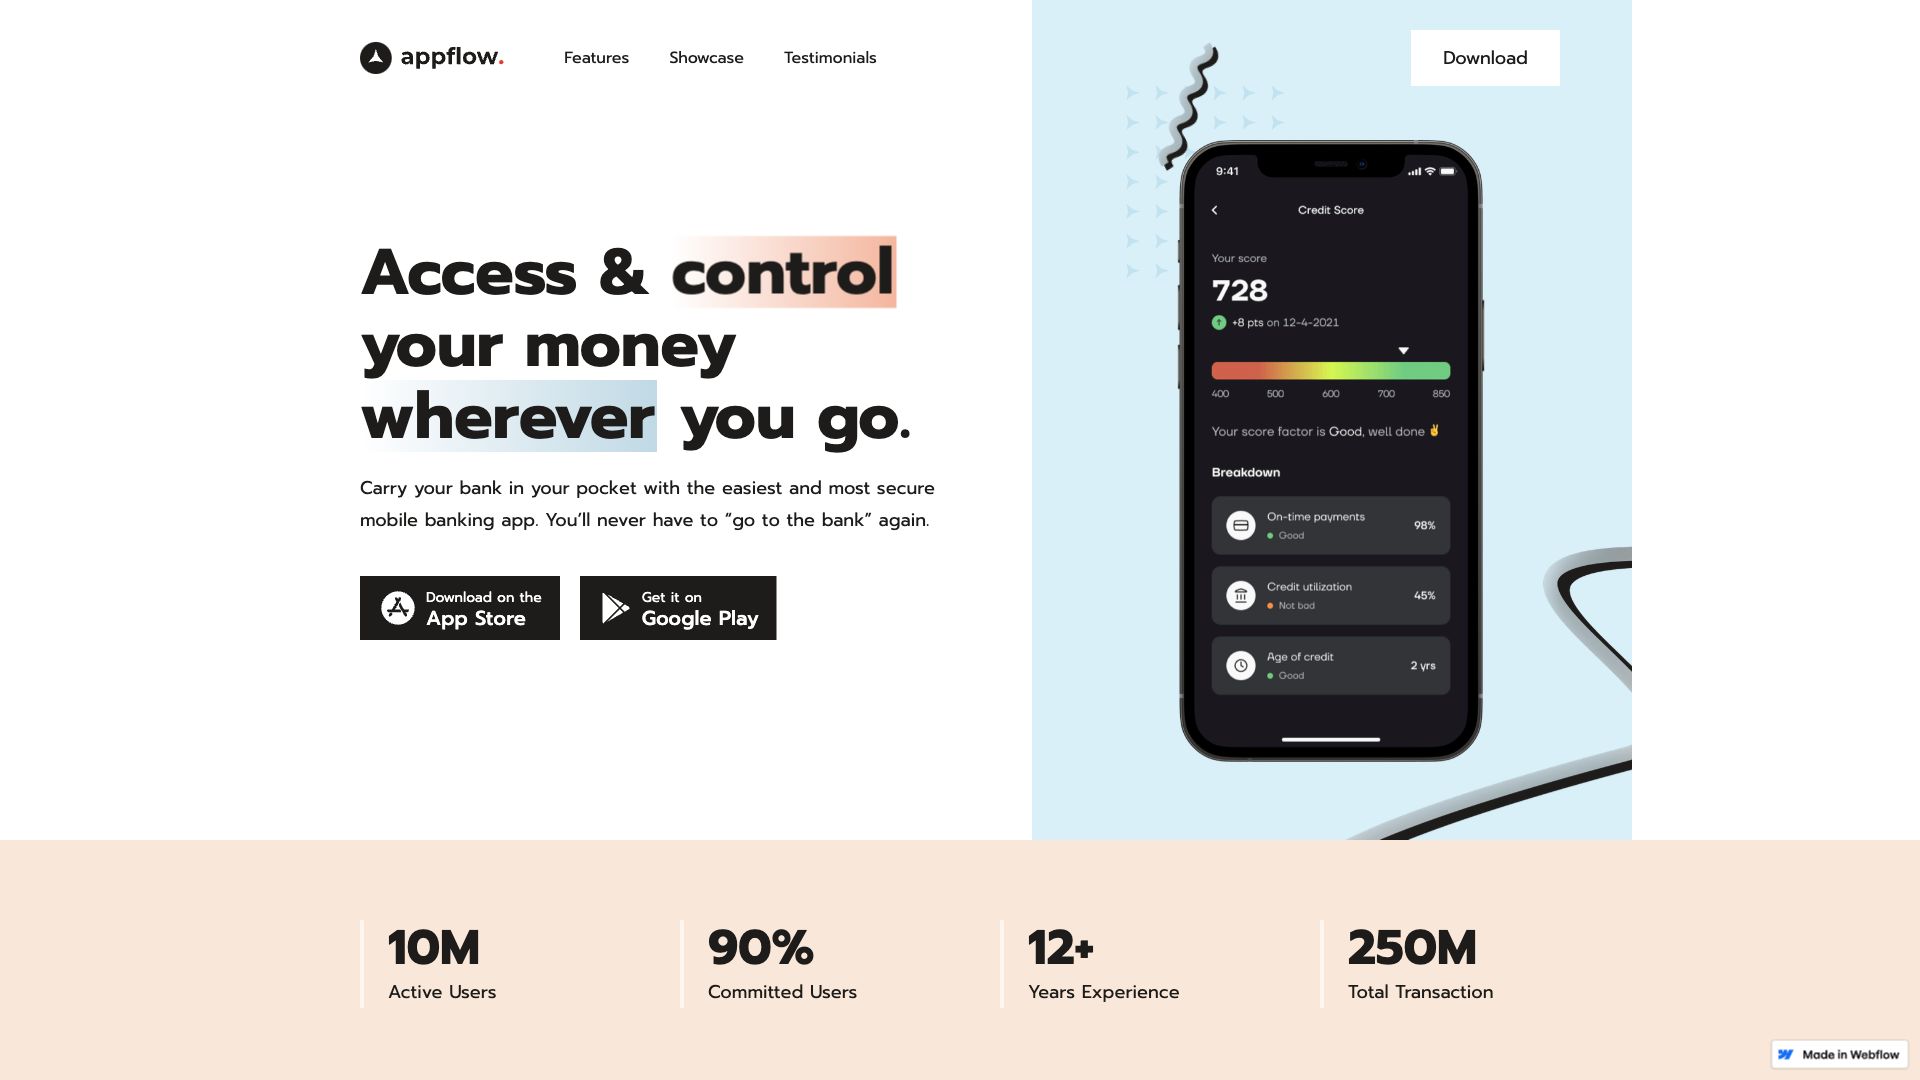 appflow.
Features
Showcase
Testimonials
Download
Access & control
your money
wherever you go.
Carry your bank in your pocket with the easiest and most secure
mobile banking app. You’ll never have to “go to the bank” again.
Download on the
App Store
Get it on
Google Play
9:41
Credit Score
Your score
728
+8 pts on 12-4-2021
400 500 600 700 850
Your score factor is Good, well done ✌️
Breakdown
On-time payments
Good
98%
Credit utilization
Not bad
45%
Age of credit
Good
2 yrs
10M
Active Users
90%
Committed Users
12+
Years Experience
250M
Total Transaction
Made in Webflow